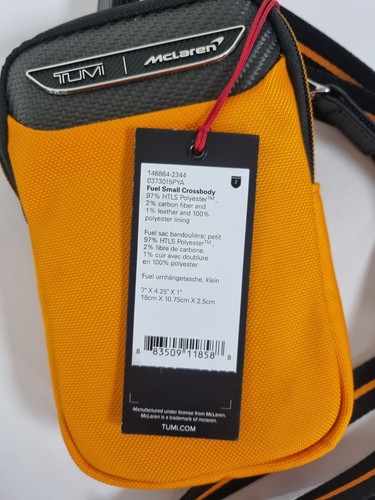 TUMI | McLaren
146864-2344
0373015PYA
Fuel Small Crossbody
97% HTLS Polyester™,
2% carbon fiber and
1% leather and 100%
polyester lining
Fuel sac bandoulière; petit
97% HTLS Polyester™,
2% fibre de carbone,
1% cuir avec doublure
en 100% polyester
Fuel umhängetasche, klein
7" X 4.25" X 1"
18cm X 10.75cm X 2.5cm
8 83509 11858 8
Manufactured under license from McLaren.
McLaren is a trademark of mclaren.
TUMI.COM